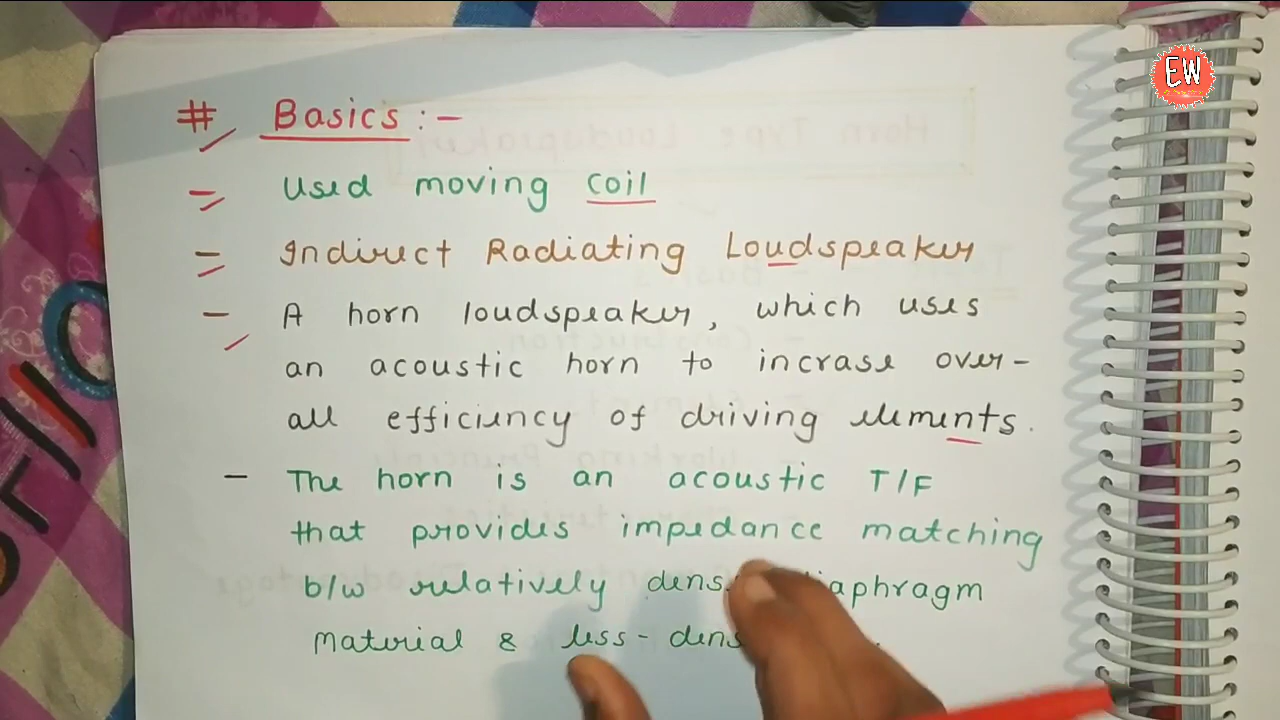 # Basics :-
- Used moving coil
- Indirect Radiating Loudspeaker
- A horn loudspeaker, which uses
an acoustic horn to incrase over-
all efficiency of driving elements.
- The horn is an acoustic T/F
that provides impedance matching
b/w relatively dens diaphragm
material & less-dens
EW